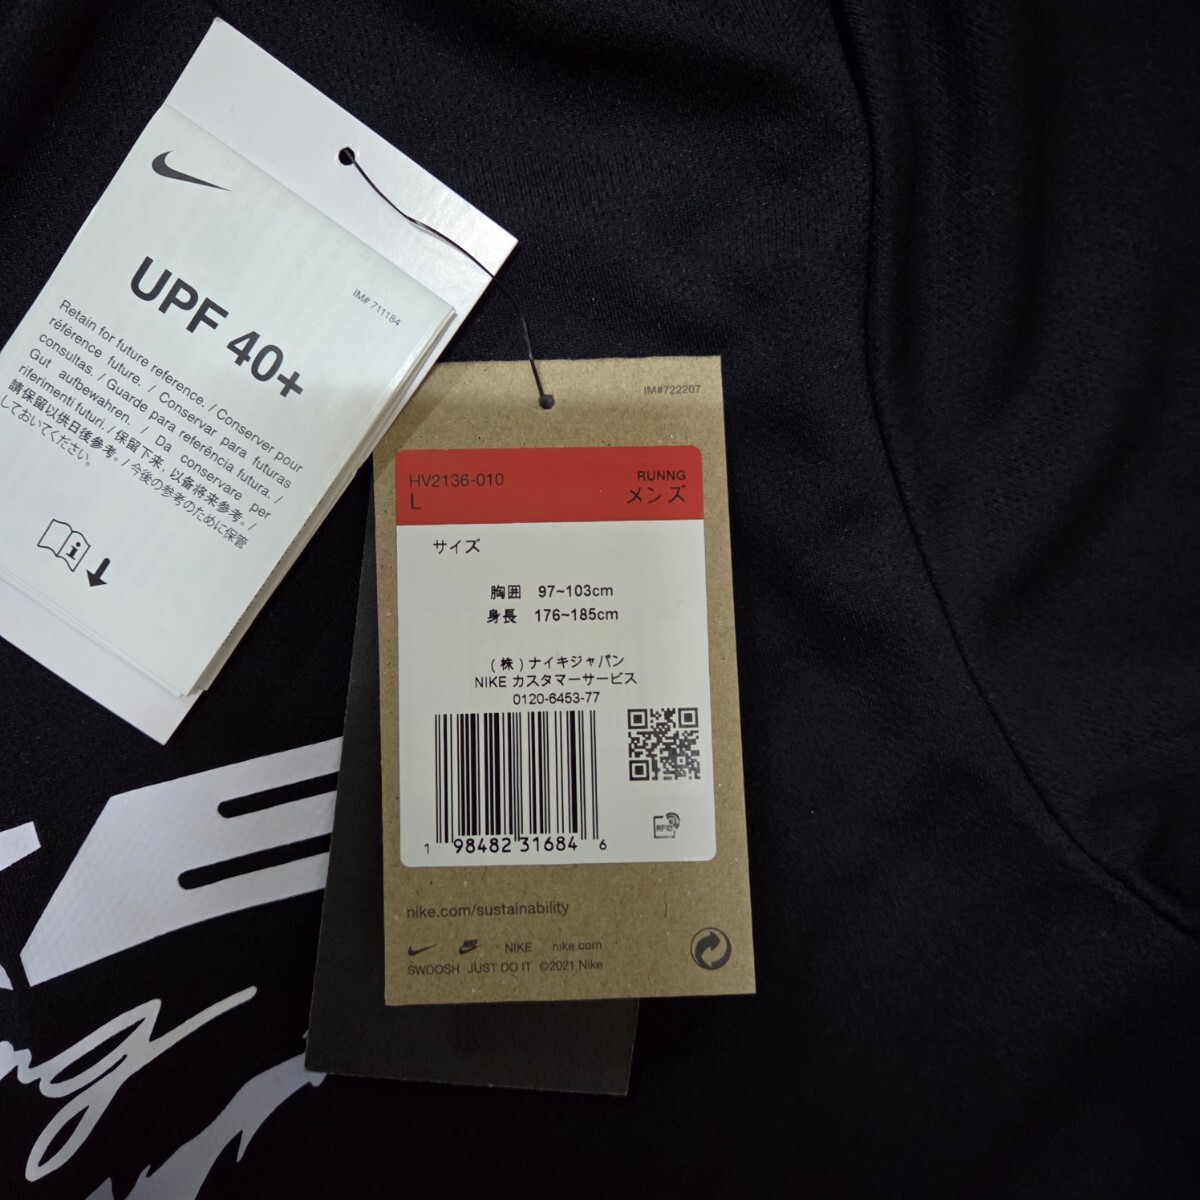 IM# 711184
UPF 40+
Retain for future reference. / Conserver pour
référence future. / Conservar para futuras
consultas. / Guarde para referência futura. /
Gut aufbewahren. / Da conservare per
riferimenti futuri. / 保留下来，以备将来参考。/
請保留以供日後參考。/ 今後の参考のために保管
しておいてください。
IM#722207
HV2136-010
L
RUNNG
メンズ
サイズ
胸囲 97~103cm
身長 176~185cm
(株)ナイキジャパン
NIKE カスタマーサービス
0120-6453-77
1 98482 31684 6
RFID
nike.com/sustainability
NIKE nike.com
SWOOSH JUST DO IT ©2021 Nike